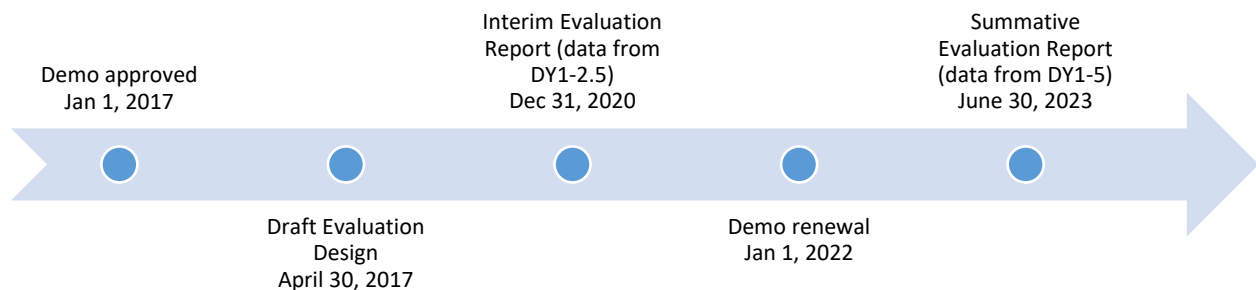 Demo approved
Jan 1, 2017
Draft Evaluation
Design
April 30, 2017
Interim Evaluation
Report (data from
DY1-2.5)
Dec 31, 2020
Demo renewal
Jan 1, 2022
Summative
Evaluation Report
(data from DY1-5)
June 30, 2023